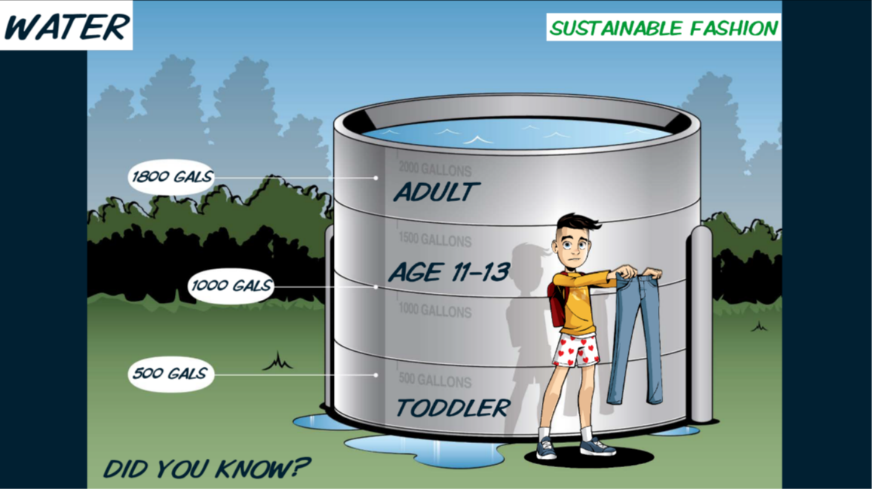 WATER
SUSTAINABLE FASHION
2000 GALLONS
1800 GALS
ADULT
1500 GALLONS
AGE 11-13
1000 GALS
1000 GALLONS
500 GALS
500 GALLONS
TODDLER
DID YOU KNOW?